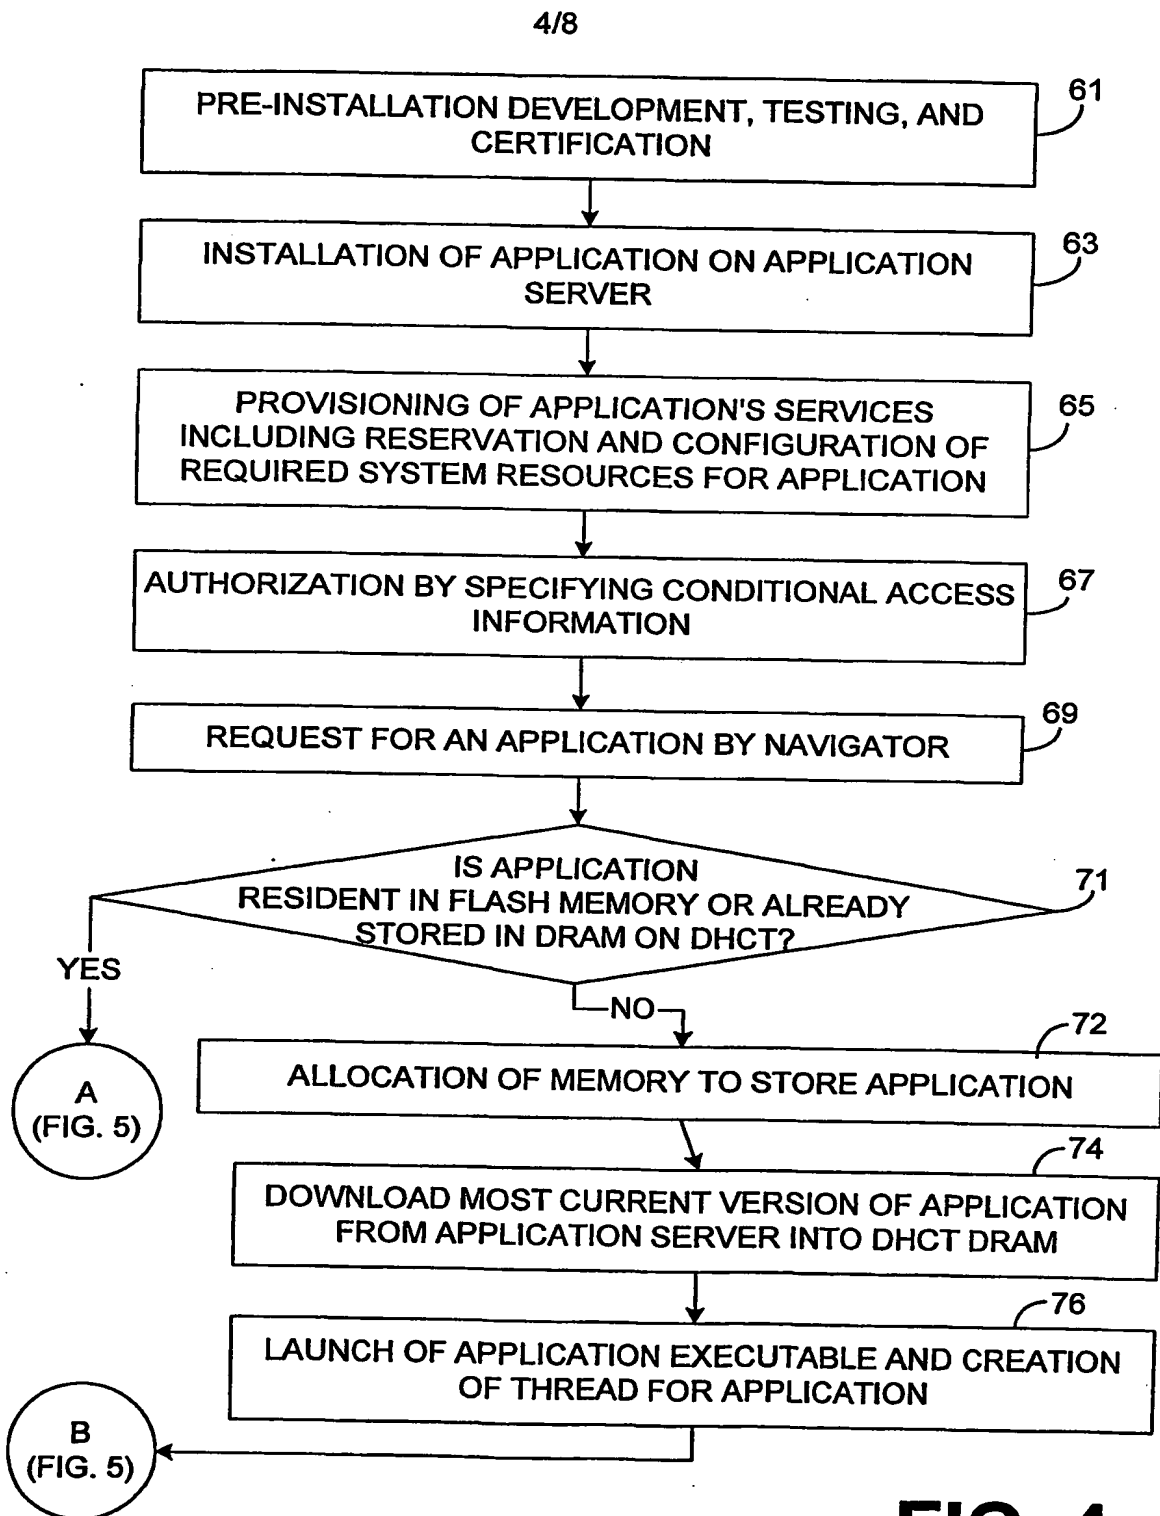 4/8
PRE-INSTALLATION DEVELOPMENT, TESTING, AND
CERTIFICATION
61
INSTALLATION OF APPLICATION ON APPLICATION
SERVER
63
PROVISIONING OF APPLICATION'S SERVICES
INCLUDING RESERVATION AND CONFIGURATION OF
REQUIRED SYSTEM RESOURCES FOR APPLICATION
65
AUTHORIZATION BY SPECIFYING CONDITIONAL ACCESS
INFORMATION
67
REQUEST FOR AN APPLICATION BY NAVIGATOR
69
IS APPLICATION
RESIDENT IN FLASH MEMORY OR ALREADY
STORED IN DRAM ON DHCT?
71
YES
NO
A
(FIG. 5)
72
ALLOCATION OF MEMORY TO STORE APPLICATION
74
DOWNLOAD MOST CURRENT VERSION OF APPLICATION
FROM APPLICATION SERVER INTO DHCT DRAM
76
LAUNCH OF APPLICATION EXECUTABLE AND CREATION
OF THREAD FOR APPLICATION
B
(FIG. 5)
FIG. 4